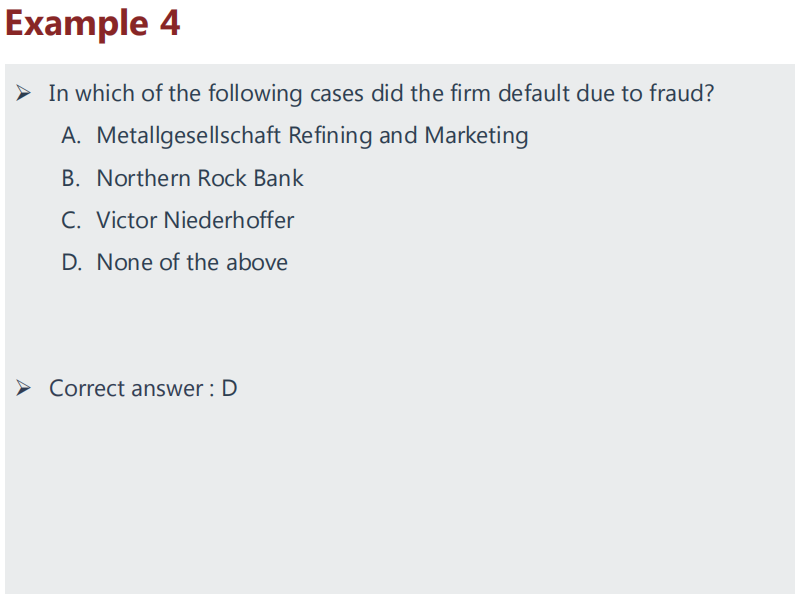 Example 4
➢ In which of the following cases did the firm default due to fraud?
A. Metallgesellschaft Refining and Marketing
B. Northern Rock Bank
C. Victor Niederhoffer
D. None of the above
➢ Correct answer : D